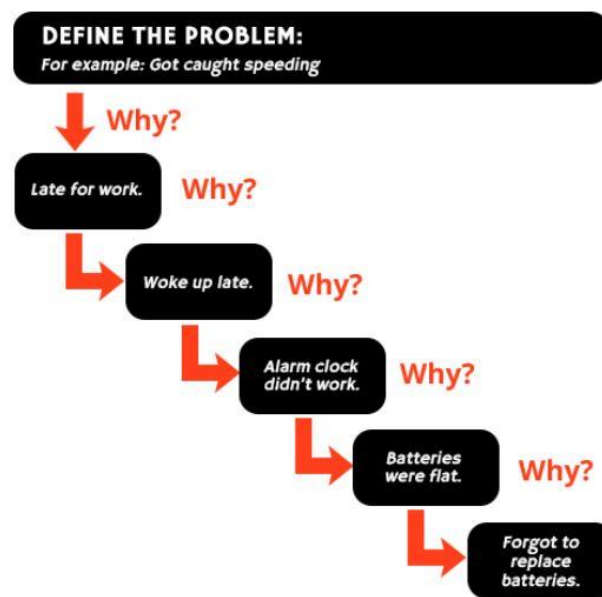 DEFINE THE PROBLEM:
For example: Got caught speeding
Why?
Late for work.
Why?
Woke up late.
Why?
Alarm clock
didn't work.
Why?
Batteries
were flat.
Why?
Forgot to
replace
batteries.